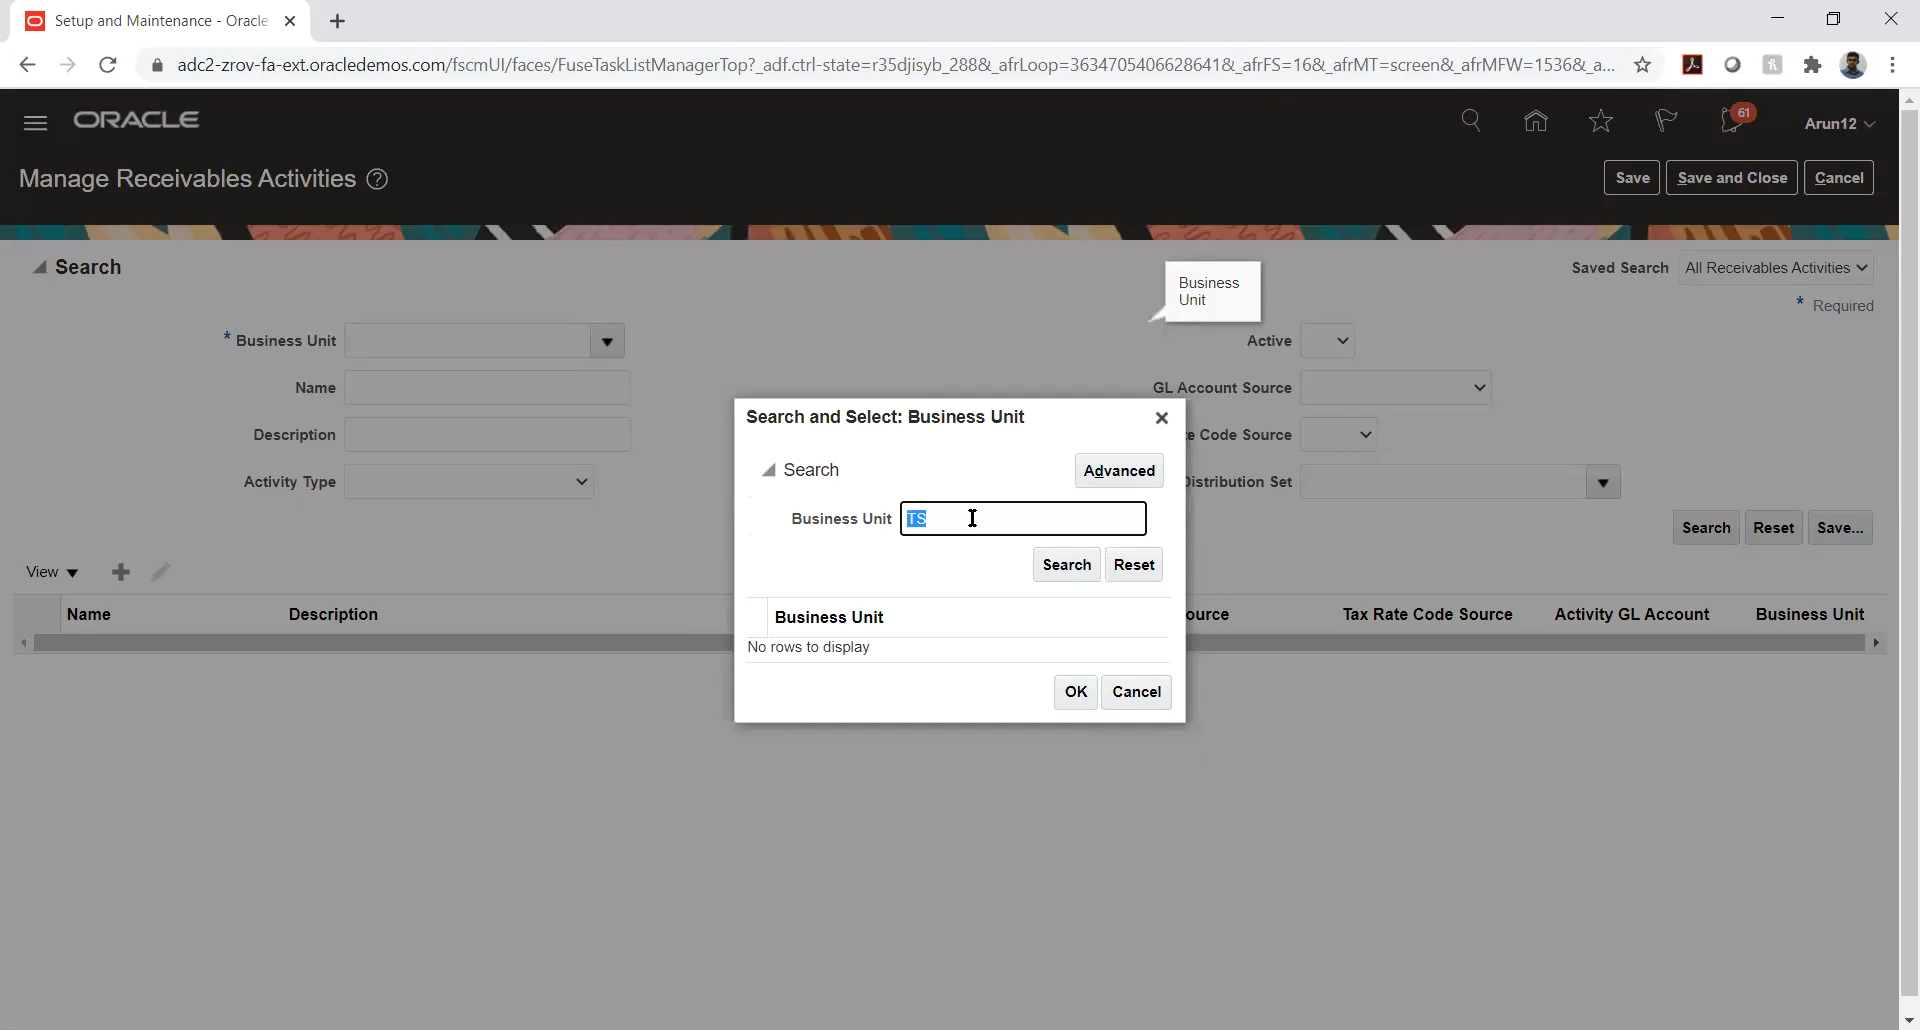 Setup and Maintenance - Oracle
adc2-zrov-fa-ext.oracledemos.com/fscmUI/faces/FuseTaskListManagerTop?_adf.ctrl-state=r35djisyb_288&_afrLoop=3634705406628641&_afrFS=16&_afrMT=screen&_afrMFW=1536&_a...
ORACLE
61
Arun12
Manage Receivables Activities
Save
Save and Close
Cancel
Search
Business
Unit
Saved Search
All Receivables Activities
* Required
* Business Unit
Active
Name
GL Account Source
Description
e Code Source
Activity Type
Distribution Set
Search
Reset
Save...
Search and Select: Business Unit
Search
Advanced
Business Unit
TS
Search
Reset
Business Unit
No rows to display
OK
Cancel
View
Name
Description
ource
Tax Rate Code Source
Activity GL Account
Business Unit